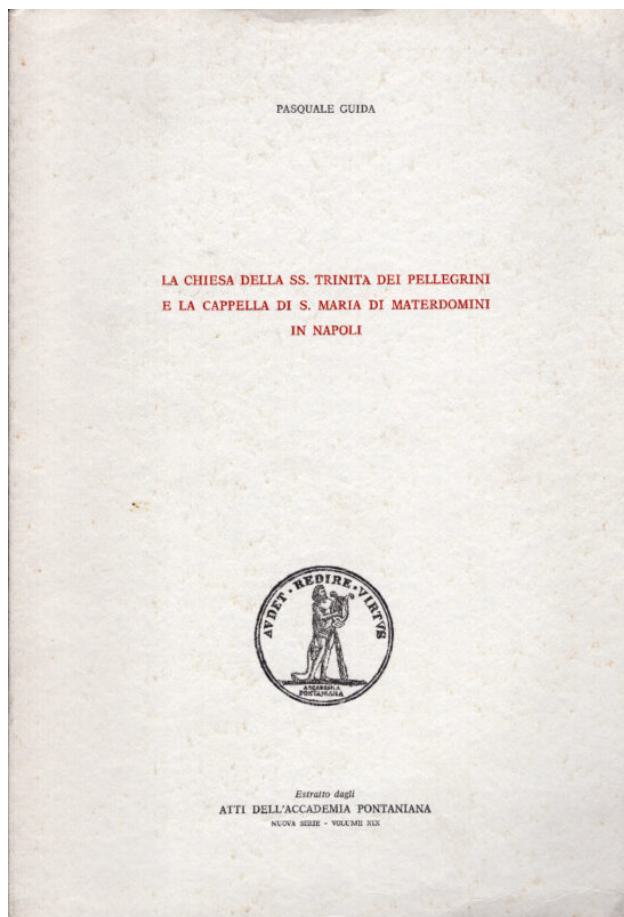 PASQUALE GUIDA
LA CHIESA DELLA SS. TRINITA DEI PELLEGRINI
E LA CAPPELLA DI S. MARIA DI MATERDOMINI
IN NAPOLI
AVDET · REDIRE · VIRTVS
ACCADEMIA
PONTANIANA
Estratto dagli
ATTI DELL'ACCADEMIA PONTANIANA
NUOVA SERIE - VOLUME XIX